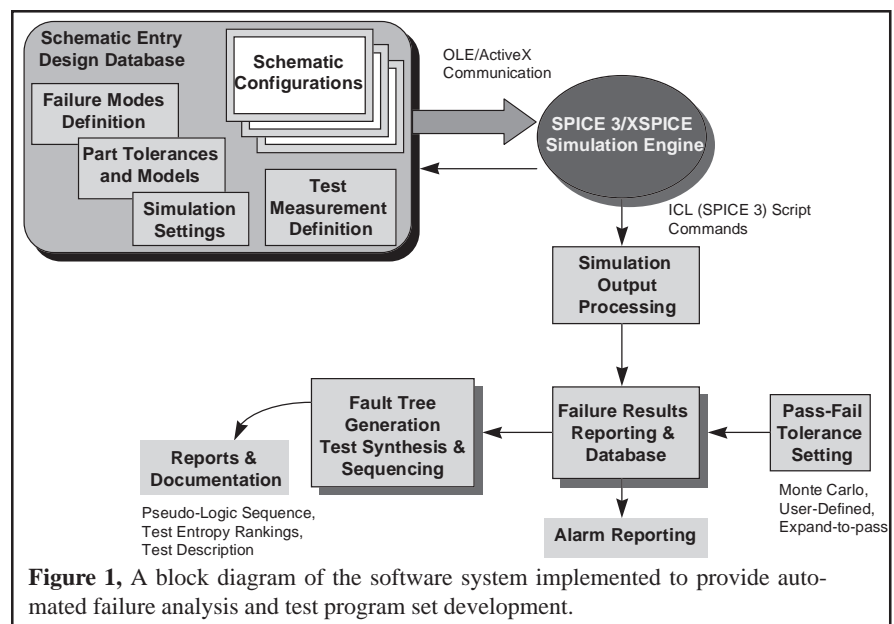 Schematic Entry
Design Database
Schematic
Configurations
Failure Modes
Definition
Part Tolerances
and Models
Simulation
Settings
Test
Measurement
Definition
OLE/ActiveX
Communication
SPICE 3/XSPICE
Simulation Engine
ICL (SPICE 3) Script
Commands
Simulation
Output
Processing
Fault Tree
Generation
Test Synthesis &
Sequencing
Failure Results
Reporting &
Database
Pass-Fail
Tolerance
Setting
Reports &
Documentation
Monte Carlo,
User-Defined,
Expand-to-pass
Pseudo-Logic Sequence,
Test Entropy Rankings,
Test Description
Alarm Reporting
Figure 1, A block diagram of the software system implemented to provide auto-
mated failure analysis and test program set development.